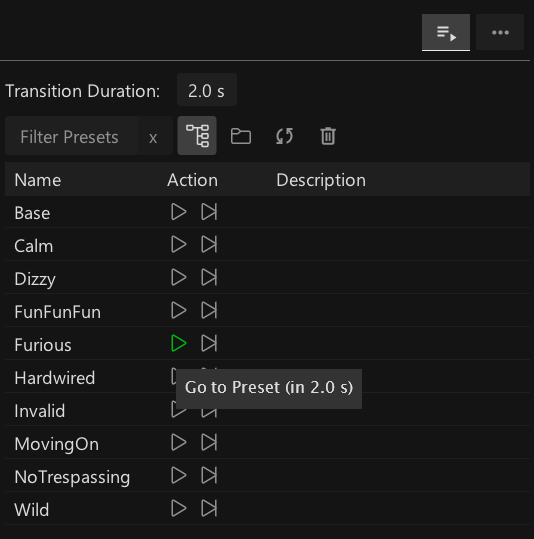 Transition Duration: 2.0 s
Filter Presets x
Name Action Description
Base
Calm
Dizzy
FunFunFun
Furious
Hardwired
Go to Preset (in 2.0 s)
Invalid
MovingOn
NoTrespassing
Wild